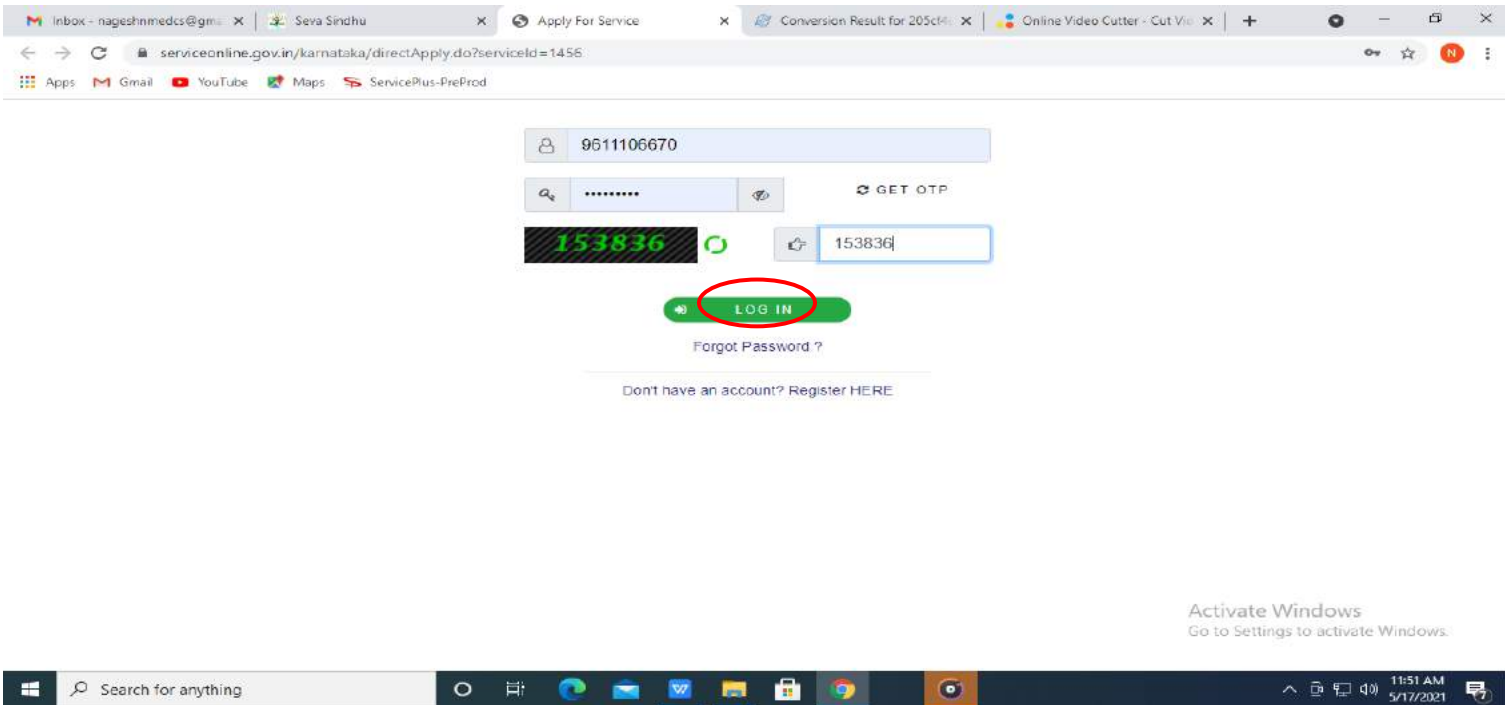 Inbox - nageshnmedcs@gm
Seva Sindhu
Apply For Service
Conversion Result for 205cf4
Online Video Cutter - Cut Vi
serviceonline.gov.in/karnataka/directApply.do?serviceId=1456
N
Apps
Gmail
YouTube
Maps
ServicePlus-PreProd
9611106670
•••••••••
GET OTP
153836
153836
LOG IN
Forgot Password ?
Don't have an account? Register HERE
Activate Windows
Go to Settings to activate Windows.
Search for anything
W
11:51 AM
5/17/2021
7